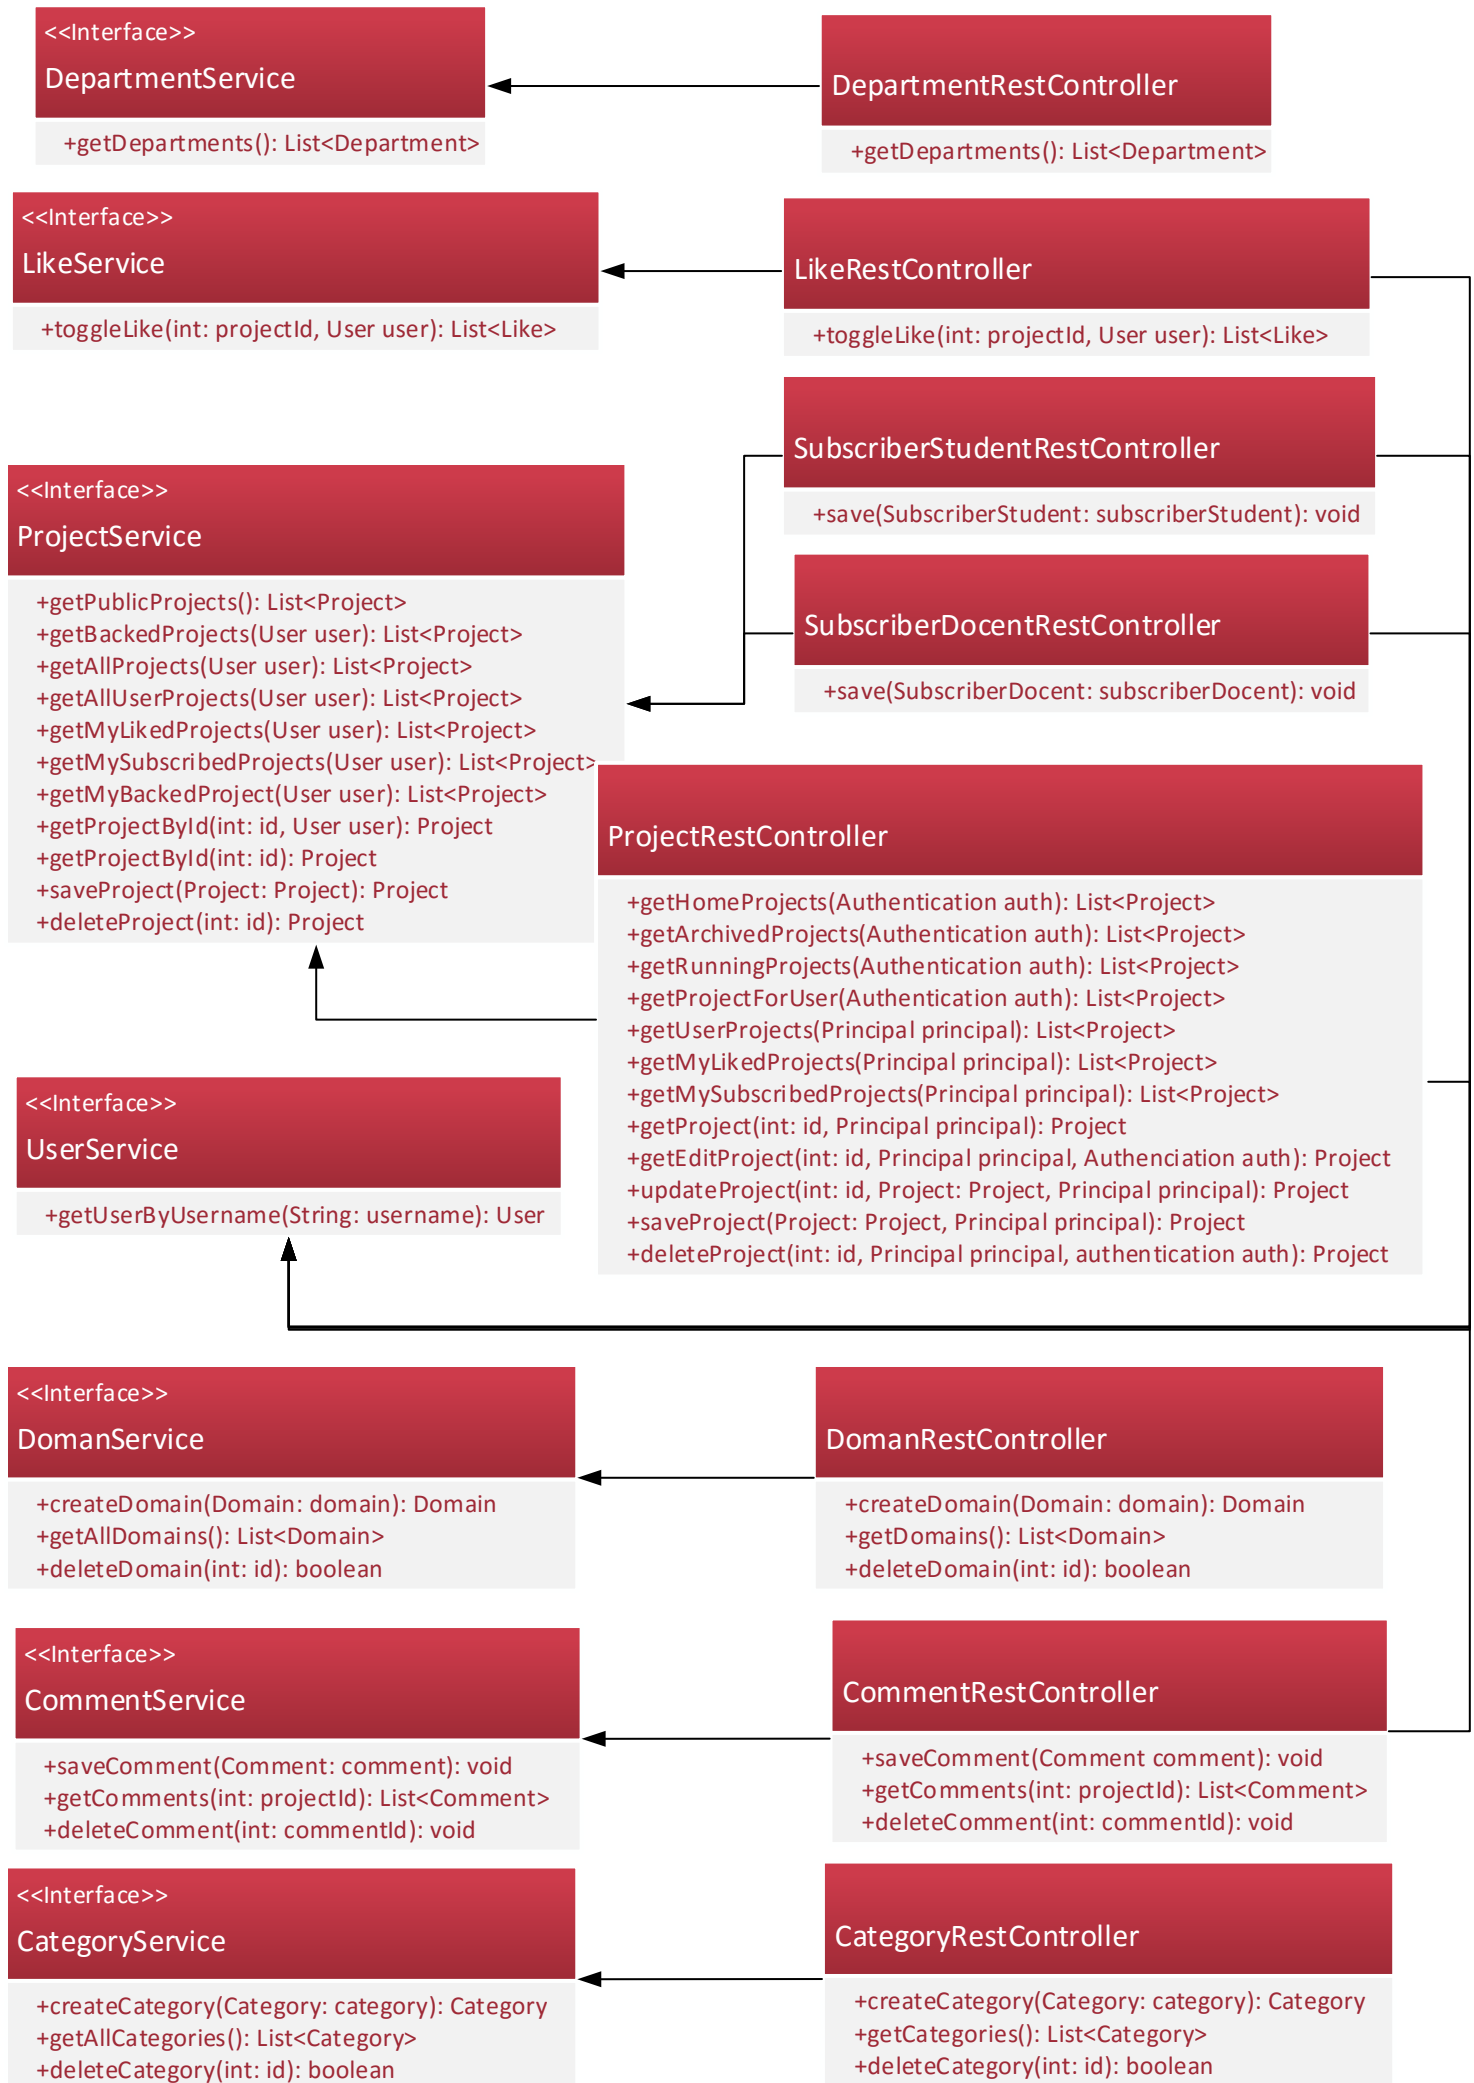 <<Interface>>
DepartmentService
+getDepartments(): List<Department>
DepartmentRestController
+getDepartments(): List<Department>
<<Interface>>
LikeService
+toggleLike(int: projectId, User user): List<Like>
LikeRestController
+toggleLike(int: projectId, User user): List<Like>
SubscriberStudentRestController
+save(SubscriberStudent: subscriberStudent): void
<<Interface>>
ProjectService
+getPublicProjects(): List<Project>
+getBackedProjects(User user): List<Project>
+getAllProjects(User user): List<Project>
+getAllUserProjects(User user): List<Project>
+getMyLikedProjects(User user): List<Project>
+getMySubscribedProjects(User user): List<Project>
+getMyBackedProject(User user): List<Project>
+getProjectById(int: id, User user): Project
+getProjectById(int: id): Project
+saveProject(Project: Project): Project
+deleteProject(int: id): Project
SubscriberDocentRestController
+save(SubscriberDocent: subscriberDocent): void
ProjectRestController
+getHomeProjects(Authentication auth): List<Project>
+getArchivedProjects(Authentication auth): List<Project>
+getRunningProjects(Authentication auth): List<Project>
+getProjectForUser(Authentication auth): List<Project>
+getUserProjects(Principal principal): List<Project>
+getMyLikedProjects(Principal principal): List<Project>
+getMySubscribedProjects(Principal principal): List<Project>
+getProject(int: id, Principal principal): Project
+getEditProject(int: id, Principal principal, Authenciation auth): Project
+updateProject(int: id, Project: Project, Principal principal): Project
+saveProject(Project: Project, Principal principal): Project
+deleteProject(int: id, Principal principal, authentication auth): Project
<<Interface>>
UserService
+getUserByUsername(String: username): User
<<Interface>>
DomanService
+createDomain(Domain: domain): Domain
+getAllDomains(): List<Domain>
+deleteDomain(int: id): boolean
DomanRestController
+createDomain(Domain: domain): Domain
+getDomains(): List<Domain>
+deleteDomain(int: id): boolean
<<Interface>>
CommentService
+saveComment(Comment: comment): void
+getComments(int: projectId): List<Comment>
+deleteComment(int: commentId): void
CommentRestController
+saveComment(Comment comment): void
+getComments(int: projectId): List<Comment>
+deleteComment(int: commentId): void
<<Interface>>
CategoryService
+createCategory(Category: category): Category
+getAllCategories(): List<Category>
+deleteCategory(int: id): boolean
CategoryRestController
+createCategory(Category: category): Category
+getCategories(): List<Category>
+deleteCategory(int: id): boolean